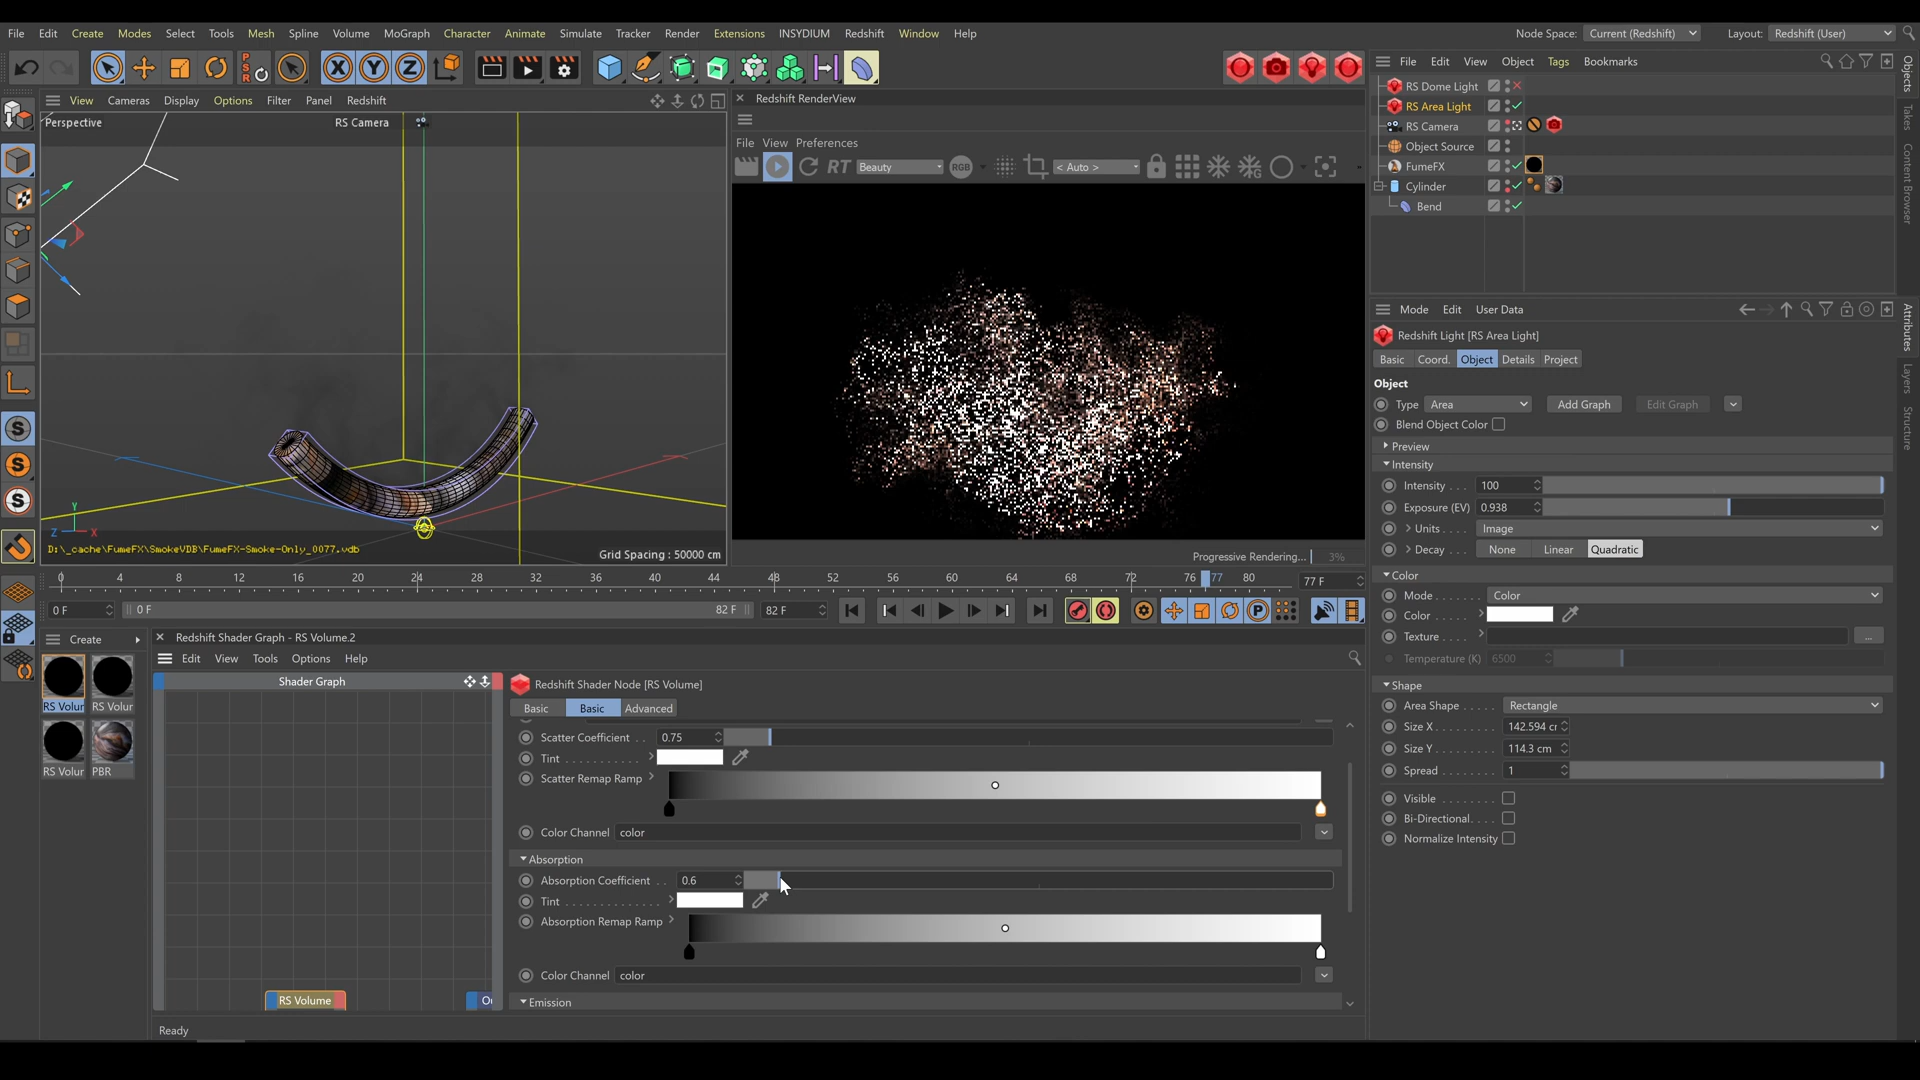 File Edit Create Modes Select Tools Mesh Spline Volume MoGraph Character Animate Simulate Tracker Render Extensions INSYDIUM Redshift Window Help Node Space: Current (Redshift) Layout: Redshift (User)
PSR X Y Z
File Edit View Object Tags Bookmarks
View Cameras Display Options Filter Panel Redshift
Redshift RenderView
Perspective RS Camera
File View Preferences
RT Beauty RGB < Auto >
RS Dome Light
RS Area Light
RS Camera
Object Source
FumeFX
Cylinder
Bend
Objects
Takes
Content Browser
Attributes
Layers
Structure
Mode Edit User Data
Redshift Light [RS Area Light]
Basic Coord. Object Details Project
Object
Type Area Add Graph Edit Graph
Blend Object Color
Preview
Intensity
Intensity . . . 100
Exposure (EV) 0.938
Units . . . Image
Decay . . . None Linear Quadratic
Color
Mode . . . . . . . Color
Color . . . .
Texture . . . . ...
Temperature (K) 6500
Shape
Area Shape . . . . . Rectangle
Size X . . . . . . . . 142.594 cr
Size Y . . . . . . . . 114.3 cm
Spread . . . . . . . . 1
Visible . . . . . . . .
Bi-Directional. . . .
Normalize Intensity
Y
Z X
D:\_cache\FumeFX\SmokeVDB\FumeFX-Smoke-Only_0077.vdb
Grid Spacing : 50000 cm
Progressive Rendering... 3%
0 4 8 12 16 20 24 28 32 36 40 44 48 52 56 60 64 68 72 76 77 80 77 F
0 F 0 F 82 F 82 F P
Create
RS Volur RS Volur
RS Volur PBR
Redshift Shader Graph - RS Volume.2
Edit View Tools Options Help
Shader Graph
RS Volume Ou
Redshift Shader Node [RS Volume]
Basic Basic Advanced
Scatter Coefficient . . 0.75
Tint . . . . . . . . . . .
Scatter Remap Ramp
Color Channel color
Absorption
Absorption Coefficient . . 0.6
Tint . . . . . . . . . . . . .
Absorption Remap Ramp
Color Channel color
Emission
Ready